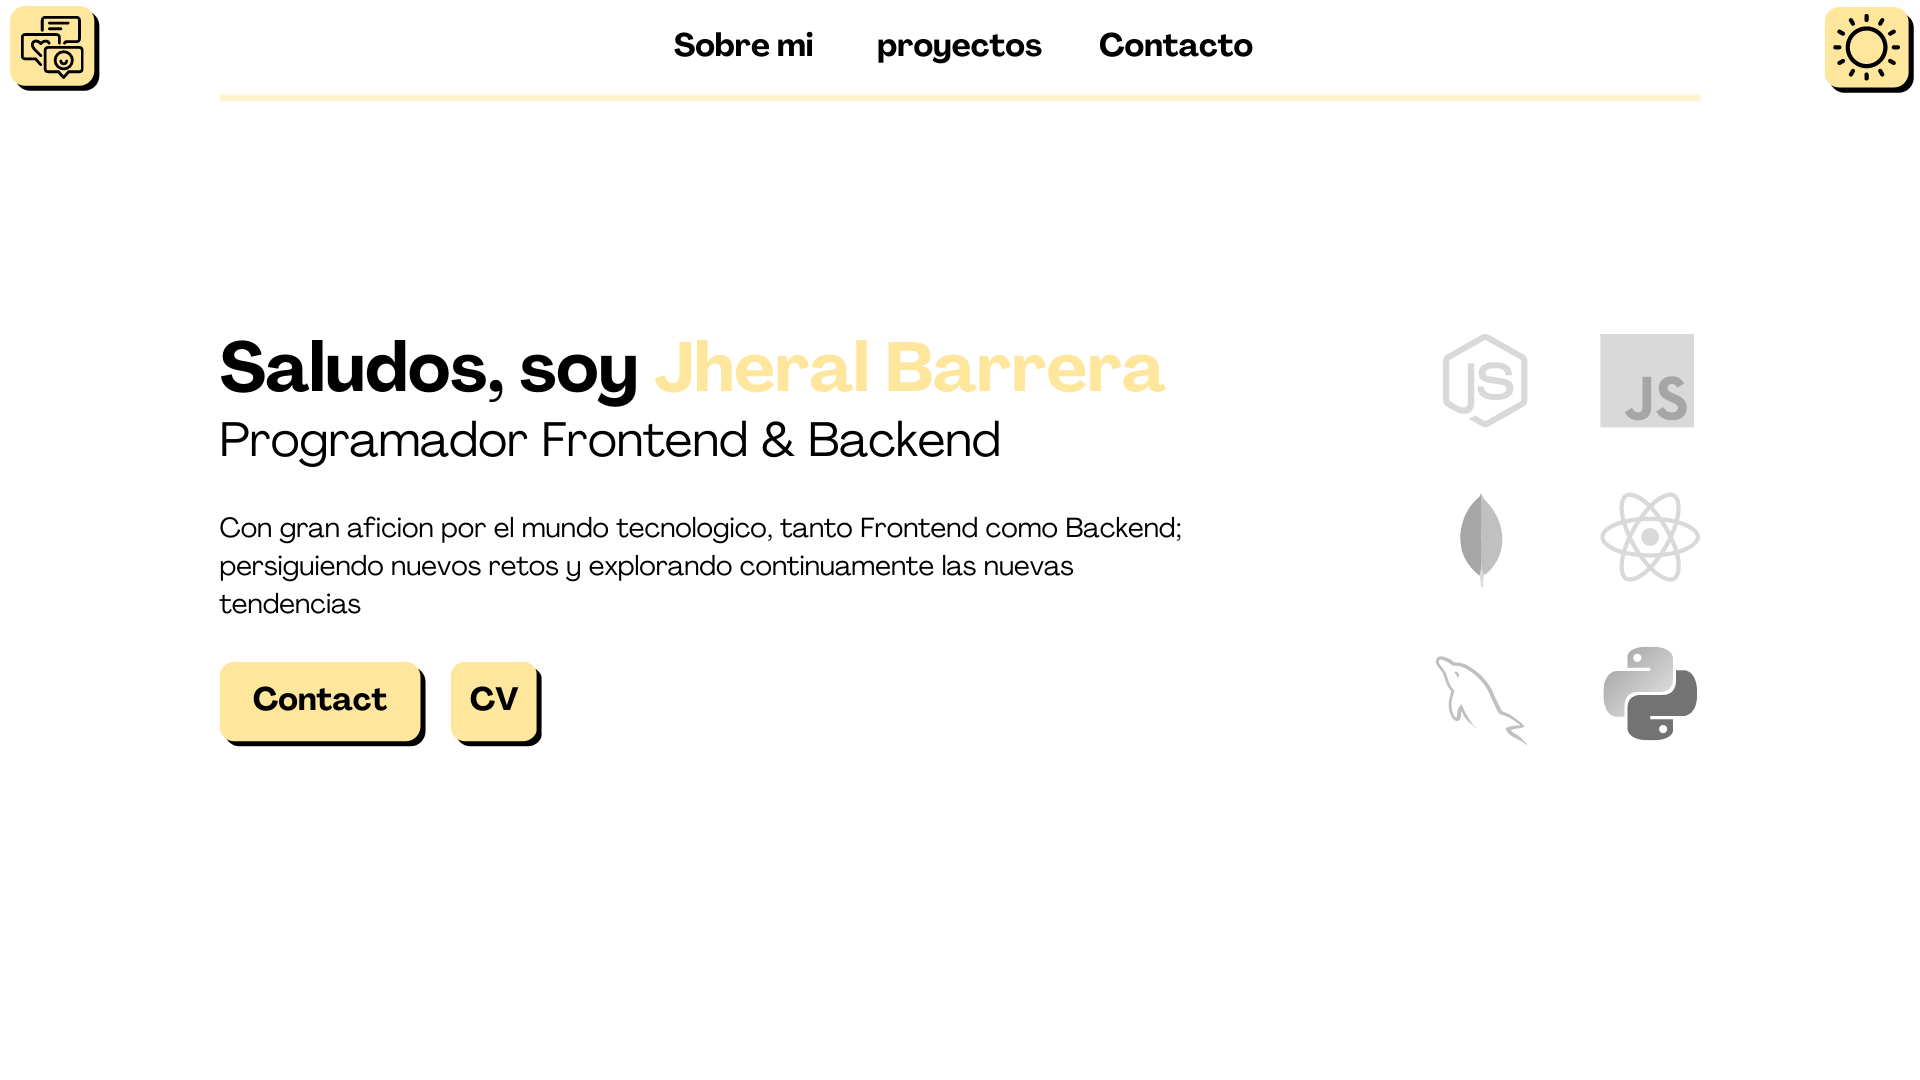 Sobre mi proyectos Contacto
Saludos, soy Jheral Barrera
Programador Frontend & Backend
Con gran aficion por el mundo tecnologico, tanto Frontend como Backend;
persiguiendo nuevos retos y explorando continuamente las nuevas
tendencias
Contact CV
JS
JS